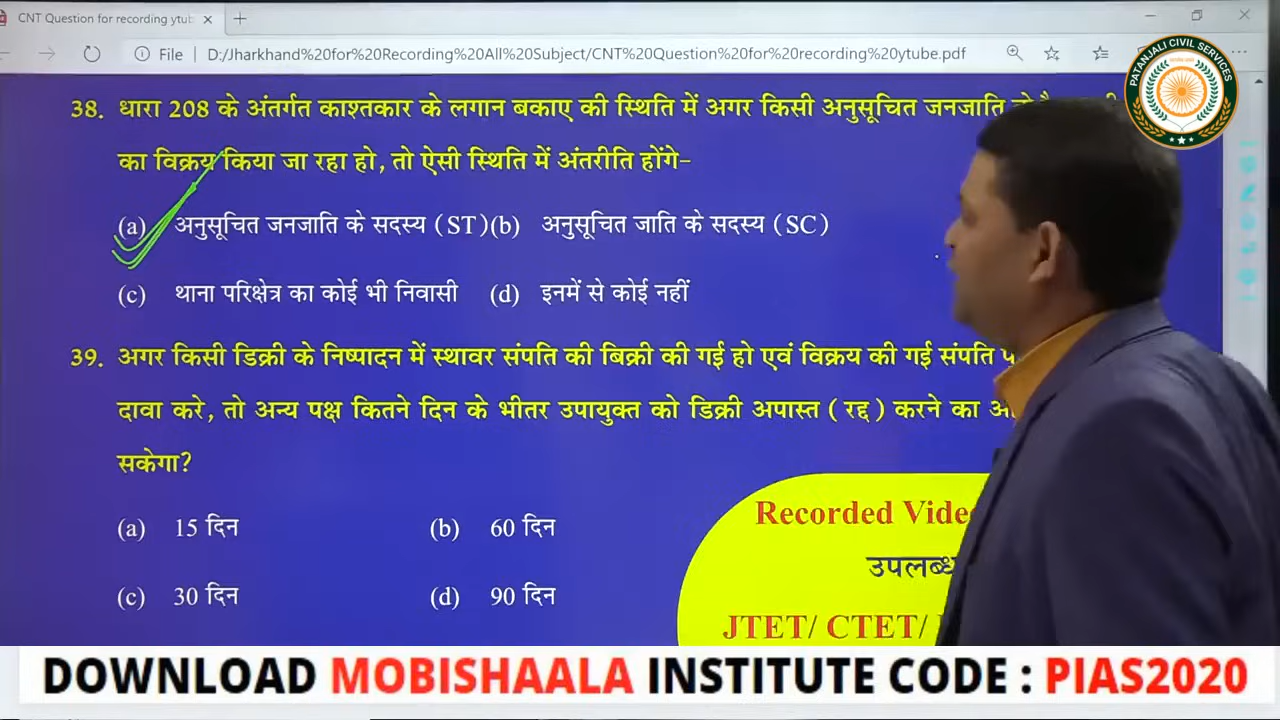 CNT Question for recording ytub
File
D:/Jharkhand%20for%20Recording%20All%20Subject/CNT%20Question%20for%20recording%20ytube.pdf
PATANJALI CIVIL SERVICES
38. धारा 208 के अंतर्गत काश्तकार के लगान बकाए की स्थिति में अगर किसी अनुसूचित जनजाति
का विक्रय किया जा रहा हो, तो ऐसी स्थिति में अंतरीति होंगे-
(a) अनुसूचित जनजाति के सदस्य (ST) (b) अनुसूचित जाति के सदस्य (SC)
(c) थाना परिक्षेत्र का कोई भी निवासी (d) इनमें से कोई नहीं
39. अगर किसी डिक्री के निष्पादन में स्थावर संपति की बिक्री की गई हो एवं विक्रय की गई संपति
दावा करे, तो अन्य पक्ष कितने दिन के भीतर उपायुक्त को डिक्री अपास्त (रद्द) करने का
सकेगा?
(a) 15 दिन (b) 60 दिन
(c) 30 दिन (d) 90 दिन
Recorded
उपलब्ध
JTET/ CTET/
DOWNLOAD MOBISHAALA INSTITUTE CODE : PIAS2020